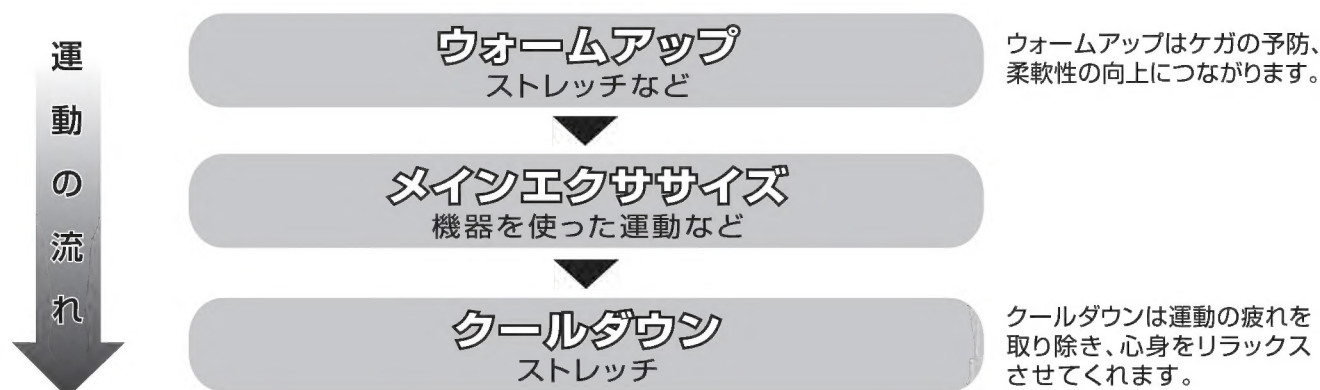 運動の流れ
ウォームアップ
ストレッチなど
ウォームアップはケガの予防、
柔軟性の向上につながります。
メインエクササイズ
機器を使った運動など
クールダウン
ストレッチ
クールダウンは運動の疲れを
取り除き、心身をリラックス
させてくれます。